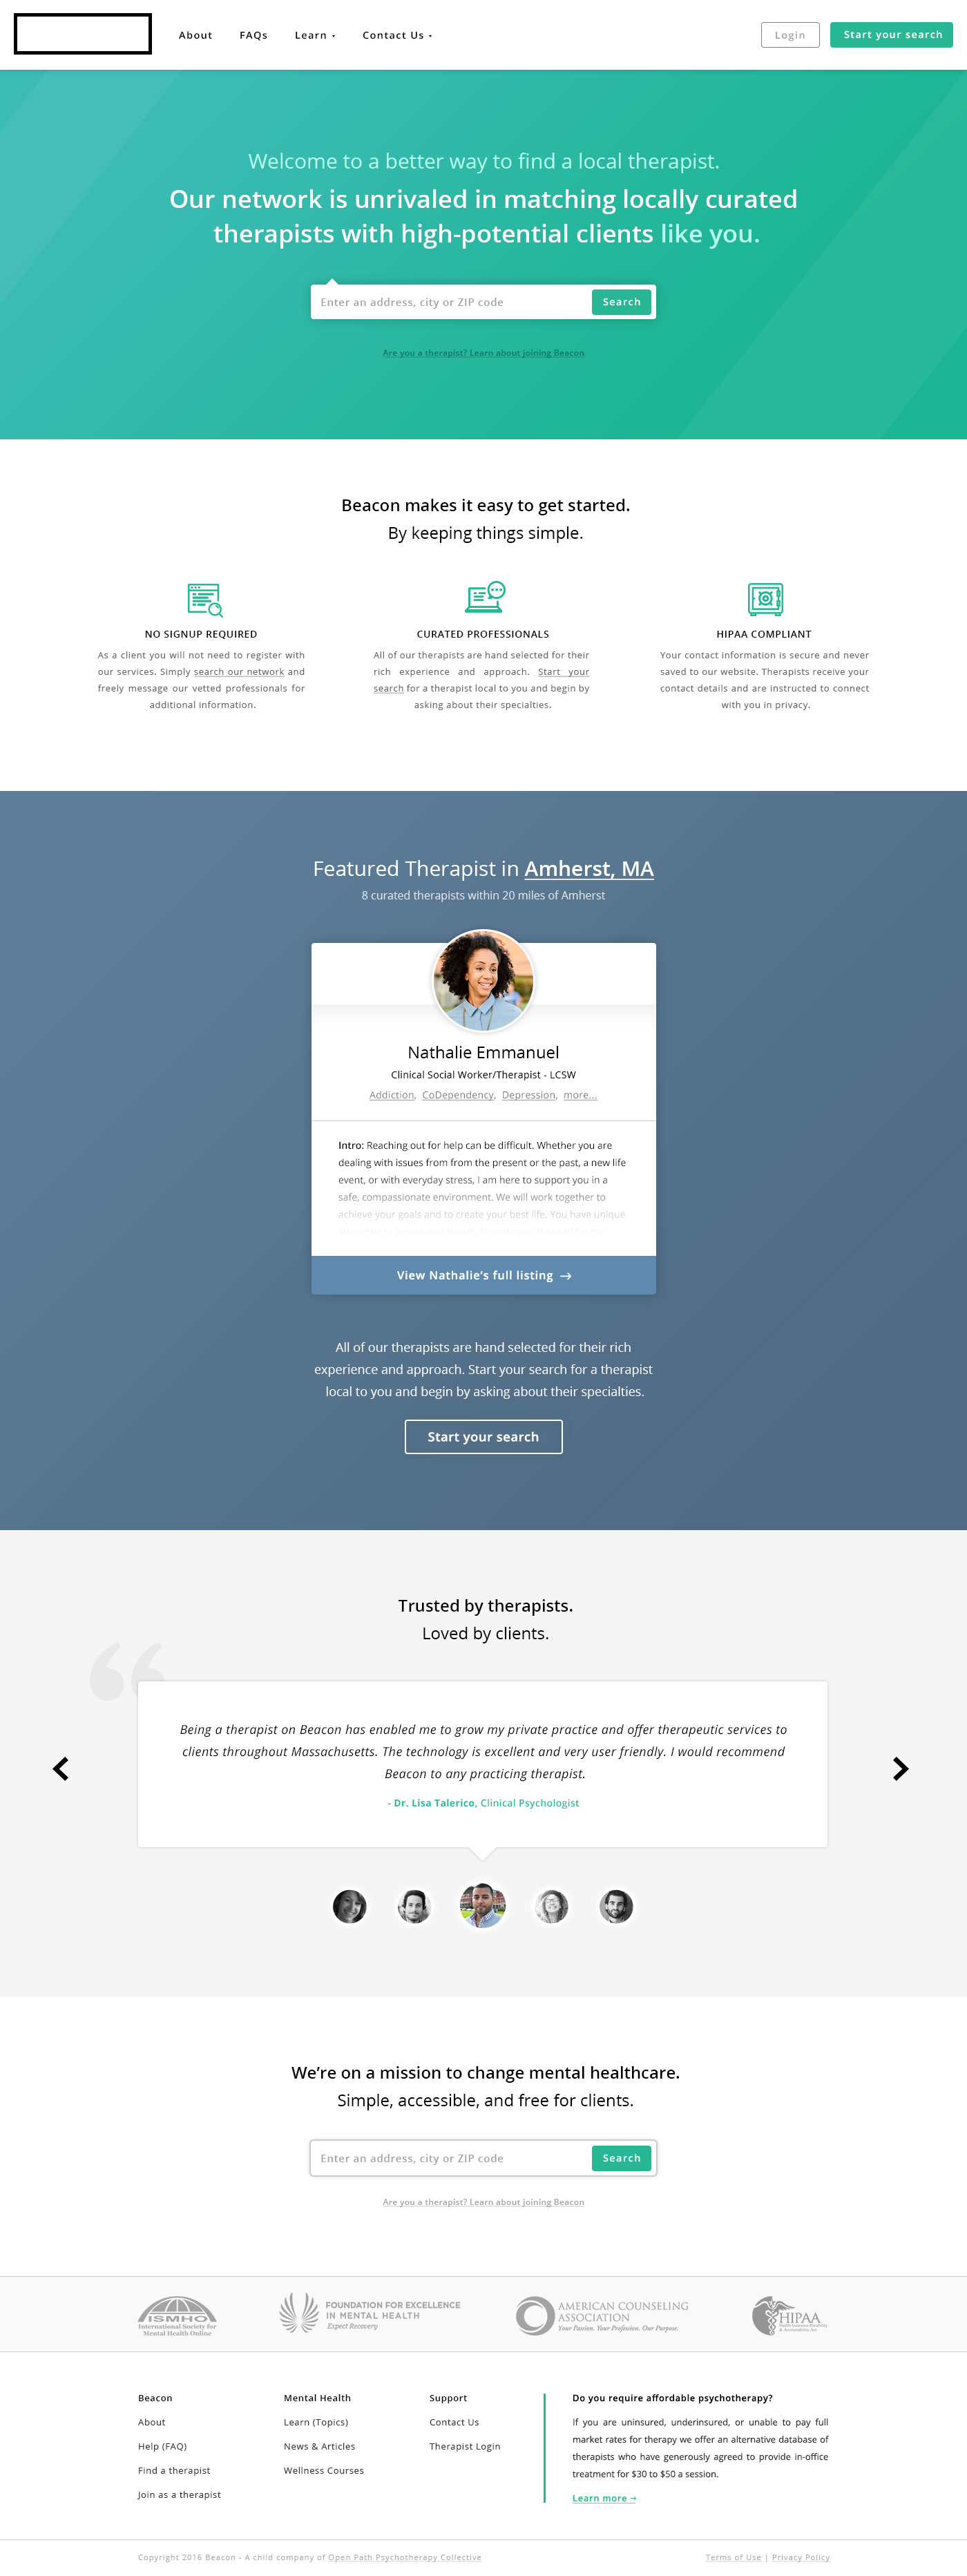 About FAQs Learn Contact Us Login Start your search
Welcome to a better way to find a local therapist.
Our network is unrivaled in matching locally curated
therapists with high-potential clients like you.
Enter an address, city or ZIP code Search
Are you a therapist? Learn about joining Beacon
Beacon makes it easy to get started.
By keeping things simple.
NO SIGNUP REQUIRED
As a client you will not need to register with
our services. Simply search our network and
freely message our vetted professionals for
additional information.
CURATED PROFESSIONALS
All of our therapists are hand selected for their
rich experience and approach. Start your
search for a therapist local to you and begin by
asking about their specialties.
HIPAA COMPLIANT
Your contact information is secure and never
saved to our website. Therapists receive your
contact details and are instructed to connect
with you in privacy.
Featured Therapist in Amherst, MA
8 curated therapists within 20 miles of Amherst
Nathalie Emmanuel
Clinical Social Worker/Therapist - LCSW
Addiction, CoDependency, Depression, more...
Intro: Reaching out for help can be difficult. Whether you are
dealing with issues from from the present or the past, a new life
event, or with everyday stress, I am here to support you in a
safe, compassionate environment. We will work together to
achieve your goals and to create your best life. You have unique
View Nathalie’s full listing →
All of our therapists are hand selected for their rich
experience and approach. Start your search for a therapist
local to you and begin by asking about their specialties.
Start your search
Trusted by therapists.
Loved by clients.
“
Being a therapist on Beacon has enabled me to grow my private practice and offer therapeutic services to
clients throughout Massachusetts. The technology is excellent and very user friendly. I would recommend
Beacon to any practicing therapist.
- Dr. Lisa Talerico, Clinical Psychologist
We’re on a mission to change mental healthcare.
Simple, accessible, and free for clients.
Enter an address, city or ZIP code Search
Are you a therapist? Learn about joining Beacon
ISMHO
International Society for
Mental Health Online
FOUNDATION FOR EXCELLENCE
IN MENTAL HEALTH
Expect Recovery
AMERICAN COUNSELING
ASSOCIATION
Your Passion. Your Profession. Our Purpose.
HIPAA
Health Insurance Portability
& Accountability Act
Beacon
About
Help (FAQ)
Find a therapist
Join as a therapist
Mental Health
Learn (Topics)
News & Articles
Wellness Courses
Support
Contact Us
Therapist Login
Do you require affordable psychotherapy?
If you are uninsured, underinsured, or unable to pay full
market rates for therapy we offer an alternative database of
therapists who have generously agreed to provide in-office
treatment for $30 to $50 a session.
Learn more →
Copyright 2016 Beacon - A child company of Open Path Psychotherapy Collective
Terms of Use | Privacy Policy